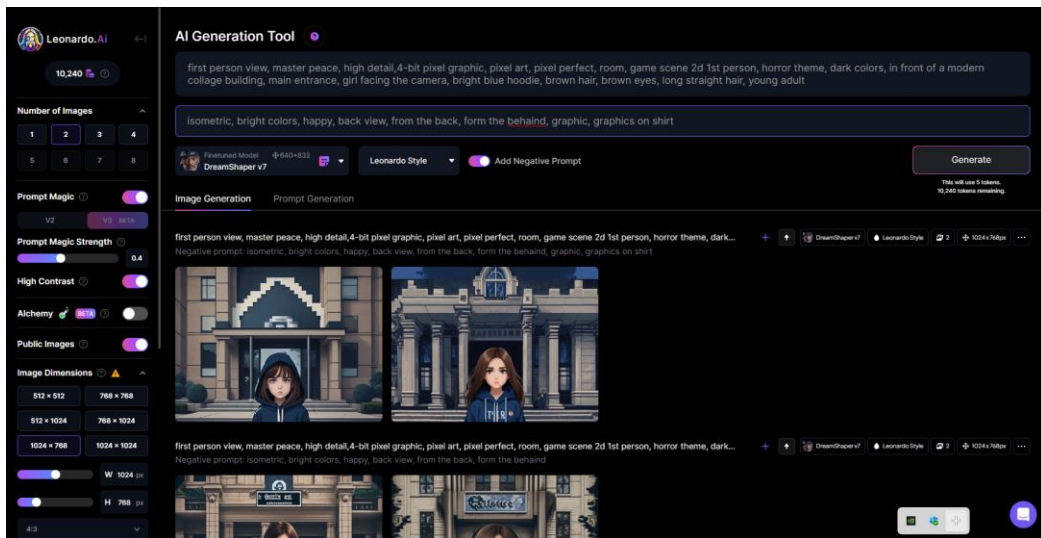 Leonardo.Ai
10,240
Number of Images
1 2 3 4
5 6 7 8
Prompt Magic
V2 V3 BETA
Prompt Magic Strength
0.4
High Contrast
Alchemy BETA
Public Images
Image Dimensions
512 × 512 768 × 768
512 × 1024 768 × 1024
1024 × 768 1024 × 1024
W 1024 px
H 768 px
4:3
AI Generation Tool
first person view, master peace, high detail,4-bit pixel graphic, pixel art, pixel perfect, room, game scene 2d 1st person, horror theme, dark colors, in front of a modern
collage building, main entrance, girl facing the camera, bright blue hoodie, brown hair, brown eyes, long straight hair, young adult
isometric, bright colors, happy, back view, from the back, form the behaind, graphic, graphics on shirt
Finetuned Model 640×832
DreamShaper v7
Leonardo Style
Add Negative Prompt
Generate
This will use 5 tokens.
10,240 tokens remaining.
Image Generation Prompt Generation
first person view, master peace, high detail,4-bit pixel graphic, pixel art, pixel perfect, room, game scene 2d 1st person, horror theme, dark... DreamShaper v7 Leonardo Style 2 1024x768px
Negative prompt: isometric, bright colors, happy, back view, from the back, form the behaind, graphic, graphics on shirt
first person view, master peace, high detail,4-bit pixel graphic, pixel art, pixel perfect, room, game scene 2d 1st person, horror theme, dark... DreamShaper v7 Leonardo Style 2 1024x768px
Negative prompt: isometric, bright colors, happy, back view, from the back, form the behaind